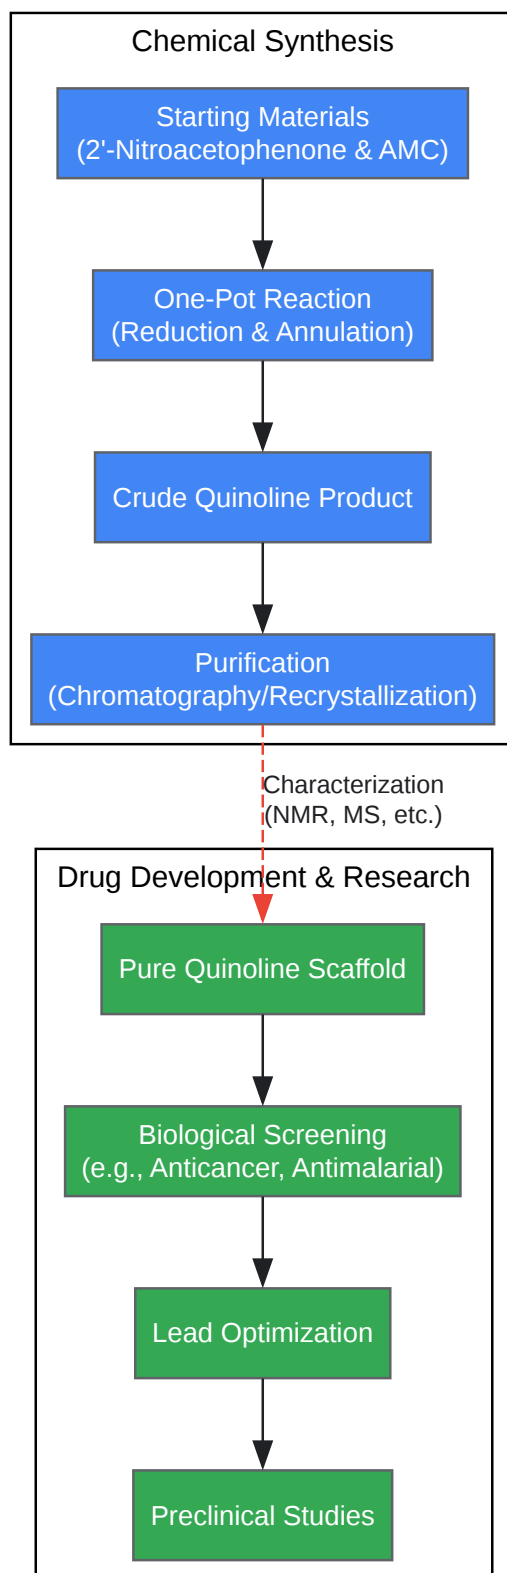 Chemical Synthesis
Starting Materials
(2'-Nitroacetophenone & AMC)
One-Pot Reaction
(Reduction & Annulation)
Crude Quinoline Product
Purification
(Chromatography/Recrystallization)
Characterization
(NMR, MS, etc.)
Drug Development & Research
Pure Quinoline Scaffold
Biological Screening
(e.g., Anticancer, Antimalarial)
Lead Optimization
Preclinical Studies